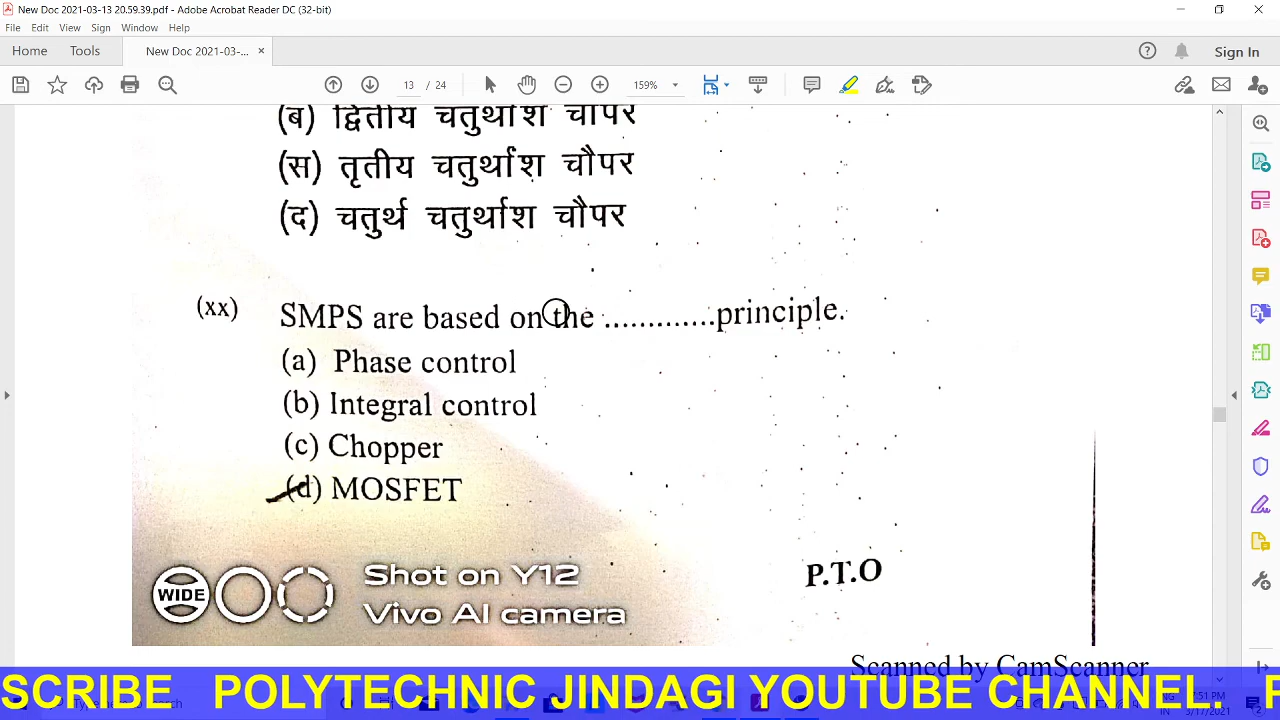 New Doc 2021-03-13 20.59.39.pdf - Adobe Acrobat Reader DC (32-bit)
File Edit View Sign Window Help
Home Tools New Doc 2021-03-... × Sign In
13 / 24 159%
(ब) द्वितीय चतुर्थांश चौपर
(स) तृतीय चतुर्थांश चौपर
(द) चतुर्थ चतुर्थांश चौपर
(xx) SMPS are based on the .............principle.
(a) Phase control
(b) Integral control
(c) Chopper
(d) MOSFET
P.T.O
WIDE
Shot on Y12
Vivo AI camera
Scanned by CamScanner
SCRIBE POLYTECHNIC JINDAGI YOUTUBE CHANNEL.